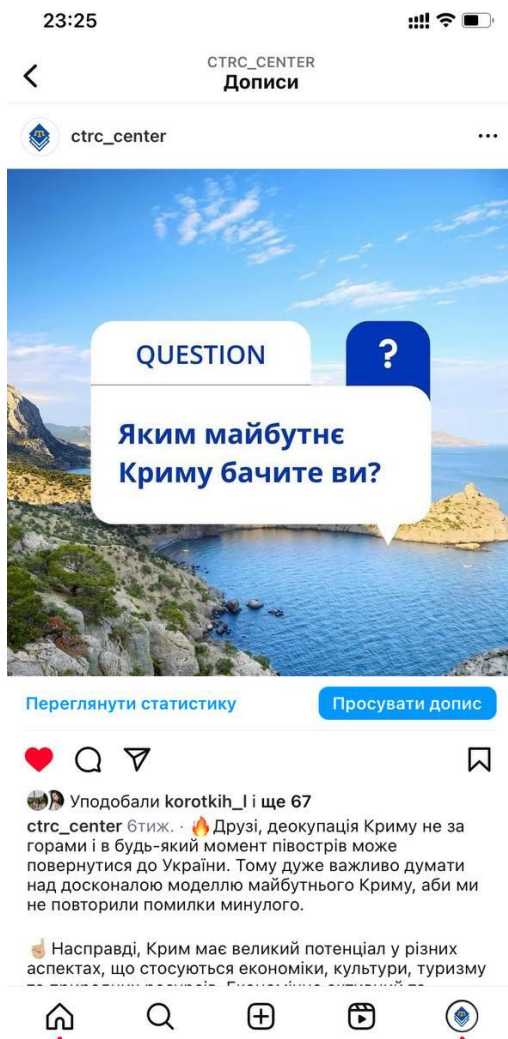 23:25
CTRC_CENTER
Дописи
ctrc_center
QUESTION
?
Яким майбутнє
Криму бачите ви?
Переглянути статистику
Просувати допис
Уподобали korotkih_l і ще 67
ctrc_center 6тиж. · 🔥Друзі, деокупація Криму не за
горами і в будь-який момент півострів може
повернутися до України. Тому дуже важливо думати
над досконалою моделлю майбутнього Криму, аби ми
не повторили помилки минулого.
☝🏼Насправді, Крим має великий потенціал у різних
аспектах, що стосуються економіки, культури, туризму